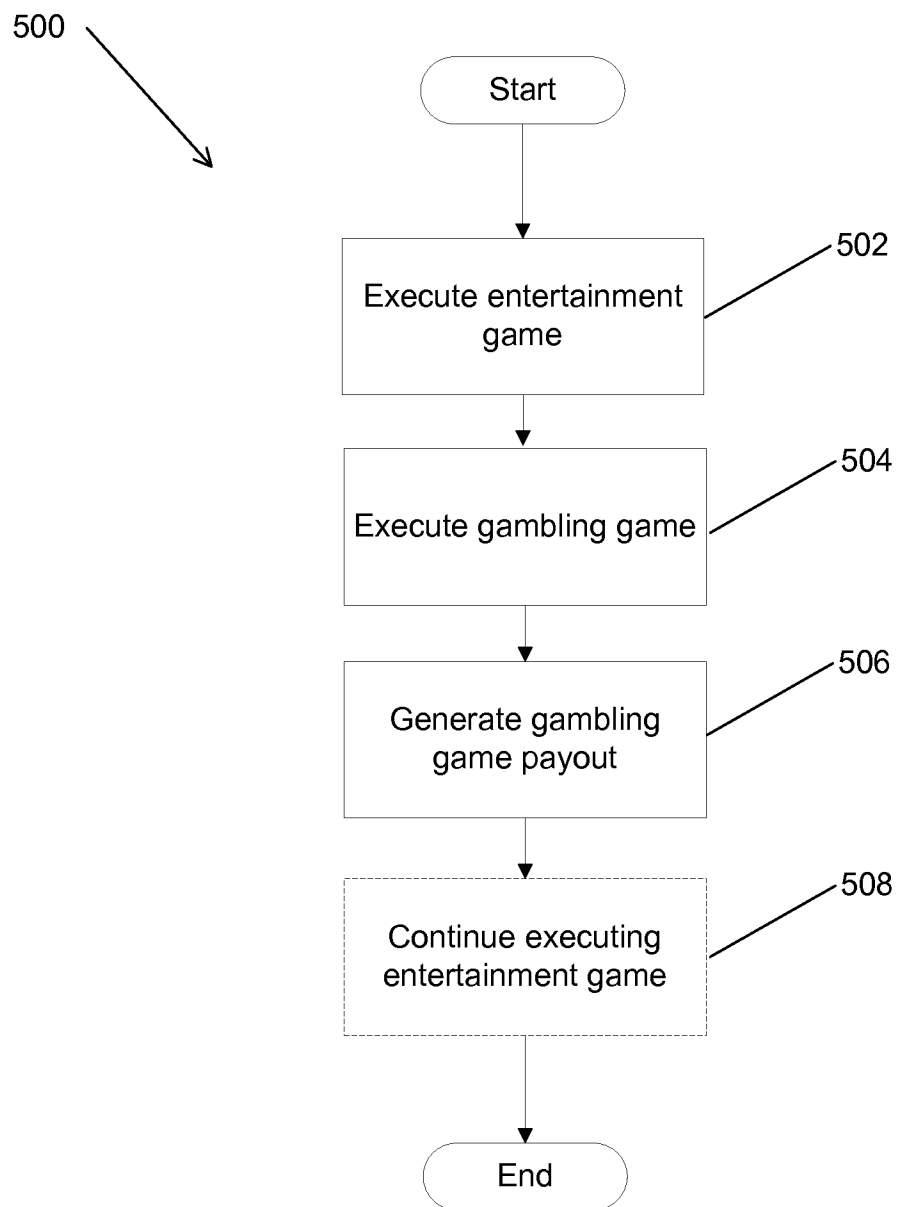 500
Start
502
Execute entertainment
game
504
Execute gambling game
506
Generate gambling
game payout
508
Continue executing
entertainment game
End